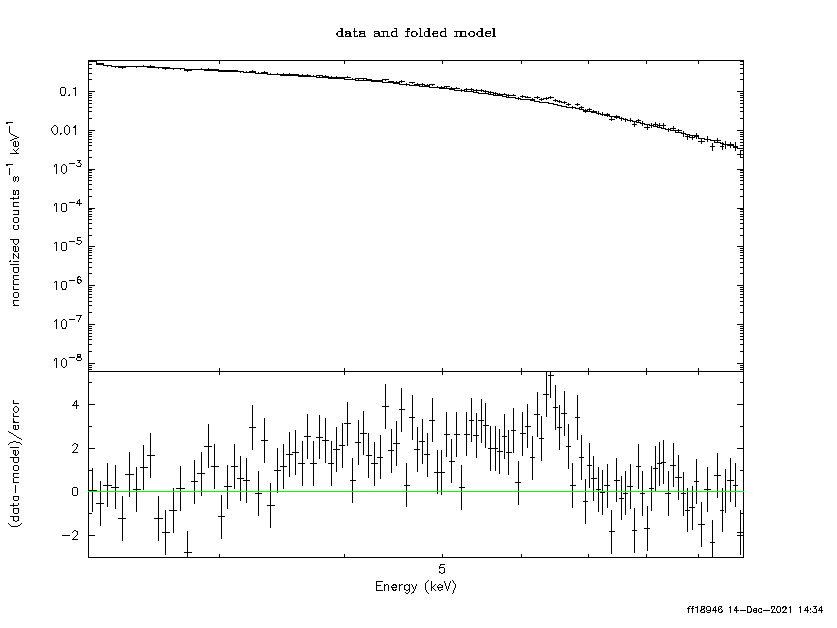 data and folded model
normalized counts s⁻¹ keV⁻¹
0.1
0.01
10⁻³
10⁻⁴
10⁻⁵
10⁻⁶
10⁻⁷
10⁻⁸
(data−model)/error
4
2
0
−2
5
Energy (keV)
ff18946 14−Dec−2021 14:34